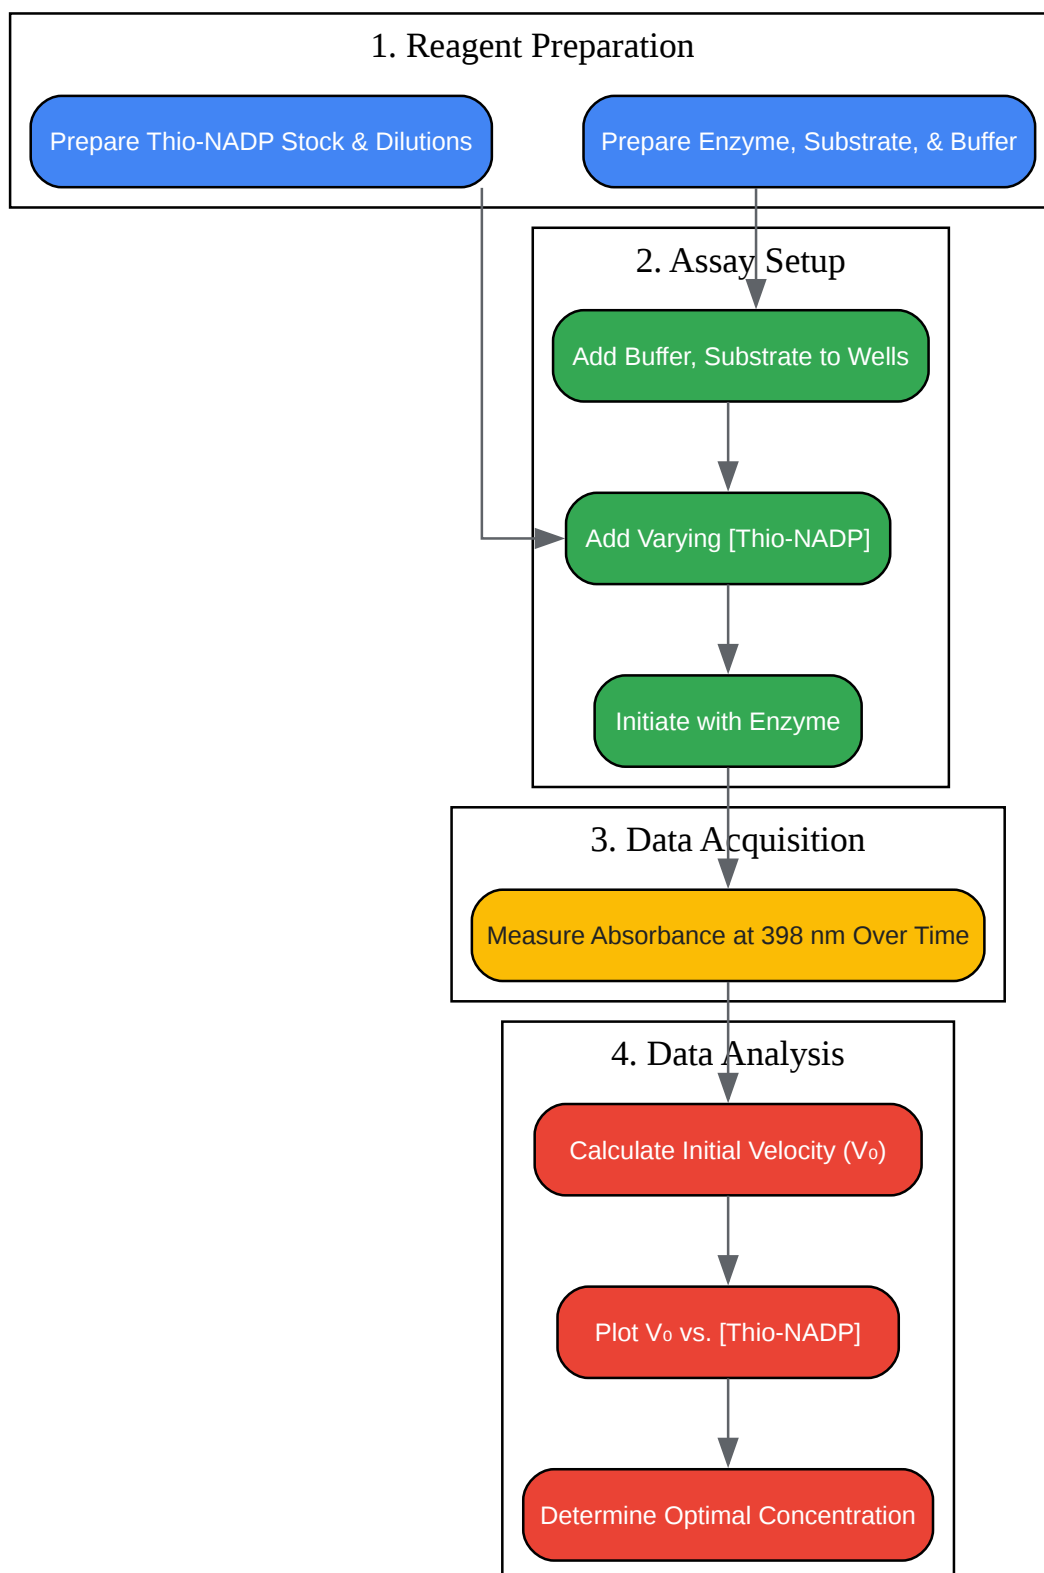 1. Reagent Preparation
Prepare Thio-NADP Stock & Dilutions
Prepare Enzyme, Substrate, & Buffer
2. Assay Setup
Add Buffer, Substrate to Wells
Add Varying [Thio-NADP]
Initiate with Enzyme
3. Data Acquisition
Measure Absorbance at 398 nm Over Time
4. Data Analysis
Calculate Initial Velocity (V₀)
Plot V₀ vs. [Thio-NADP]
Determine Optimal Concentration